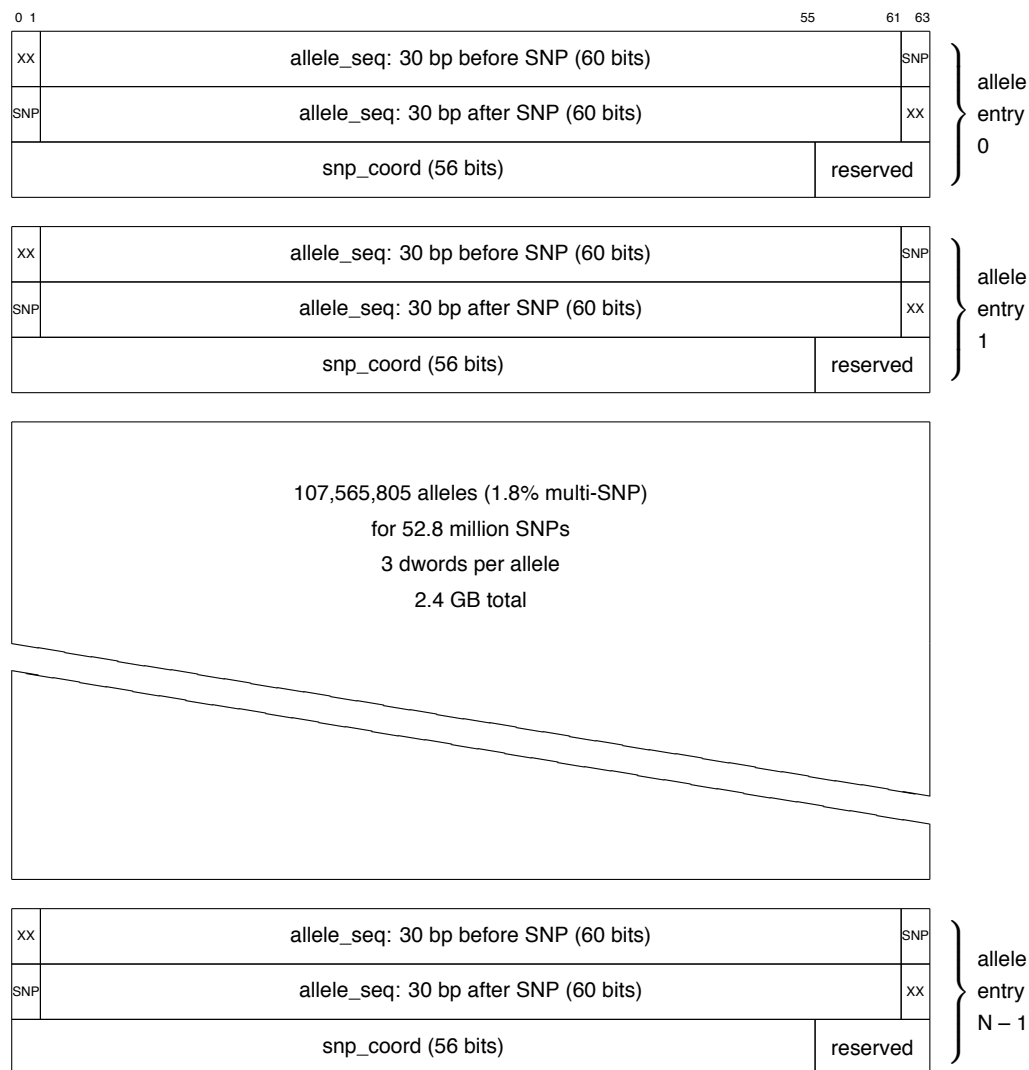 0 1 55 61 63
XX allele_seq: 30 bp before SNP (60 bits) SNP
SNP allele_seq: 30 bp after SNP (60 bits) XX
snp_coord (56 bits) reserved
allele
entry
0
XX allele_seq: 30 bp before SNP (60 bits) SNP
SNP allele_seq: 30 bp after SNP (60 bits) XX
snp_coord (56 bits) reserved
allele
entry
1
107,565,805 alleles (1.8% multi-SNP)
for 52.8 million SNPs
3 dwords per allele
2.4 GB total
XX allele_seq: 30 bp before SNP (60 bits) SNP
SNP allele_seq: 30 bp after SNP (60 bits) XX
snp_coord (56 bits) reserved
allele
entry
N – 1